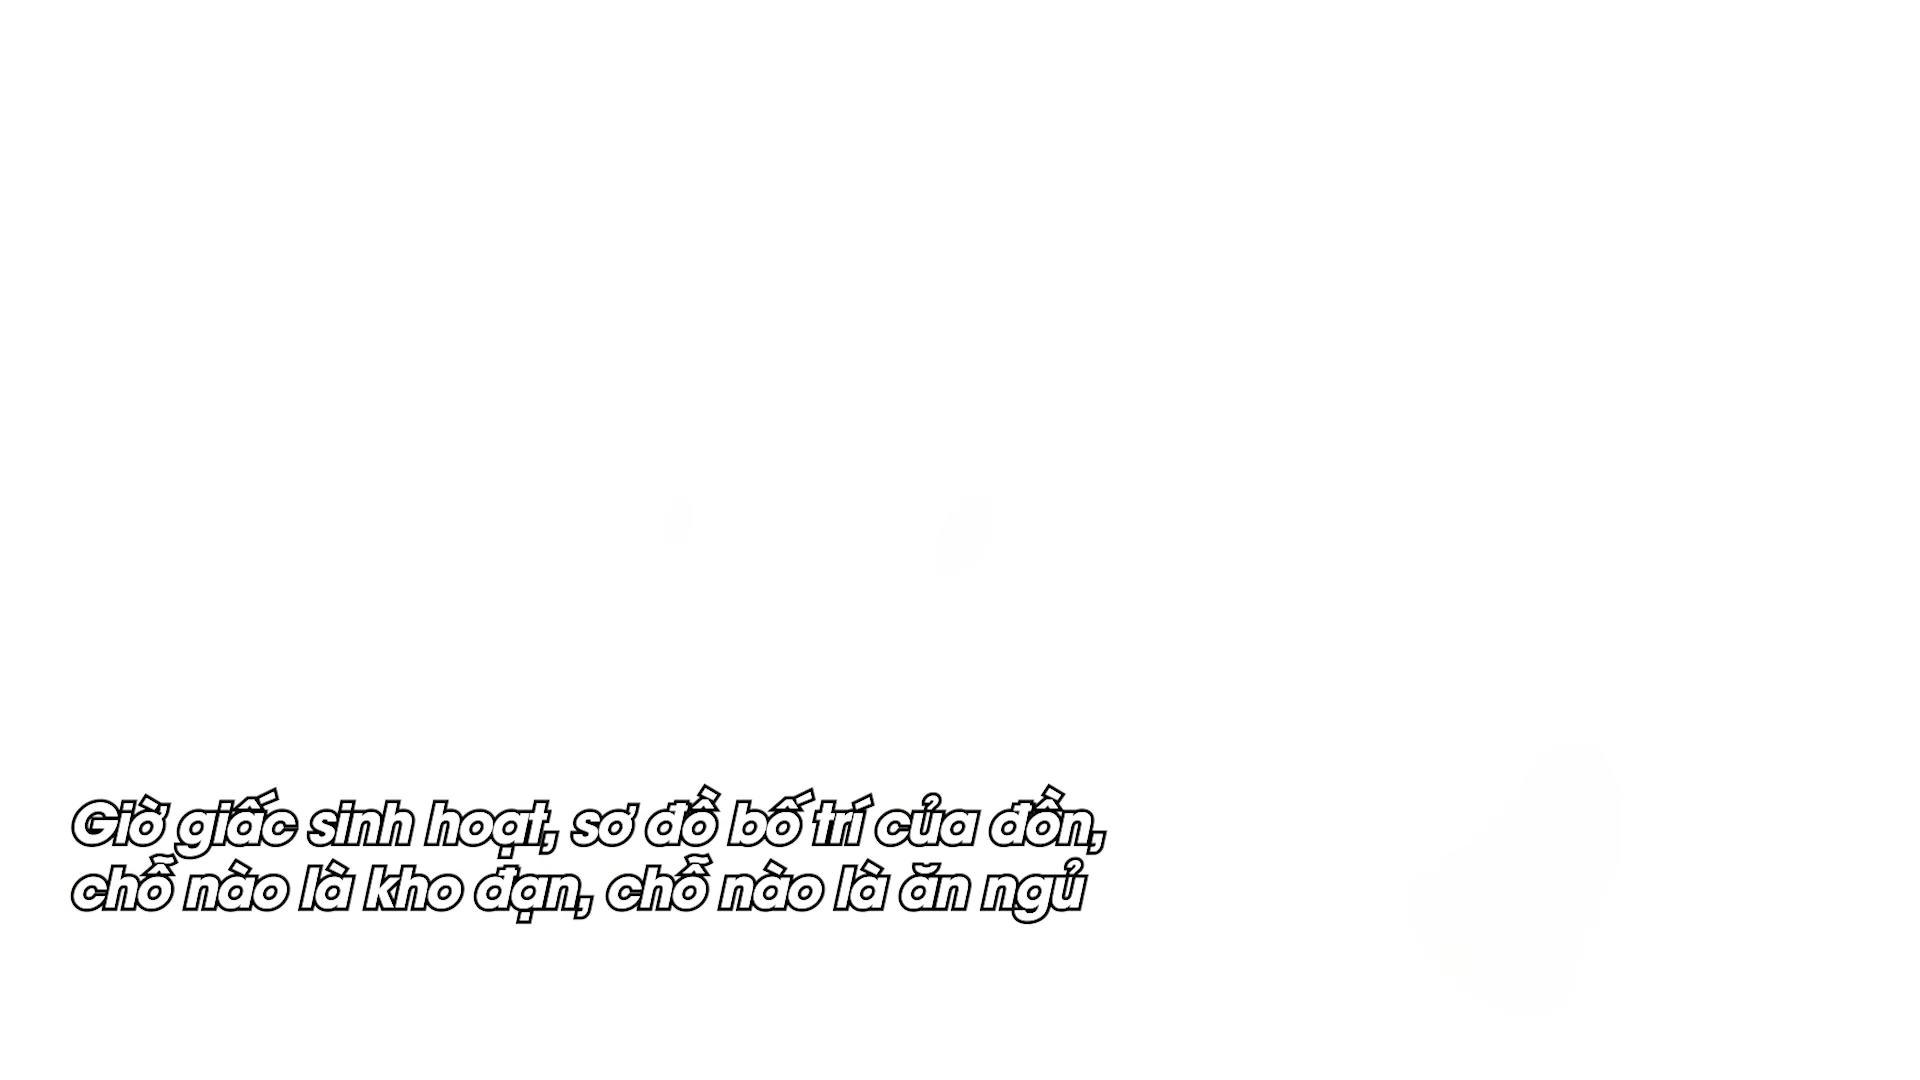 Giờ giấc sinh hoạt, sơ đồ bố trí của đồn,
chỗ nào là kho đạn, chỗ nào là ăn ngủ